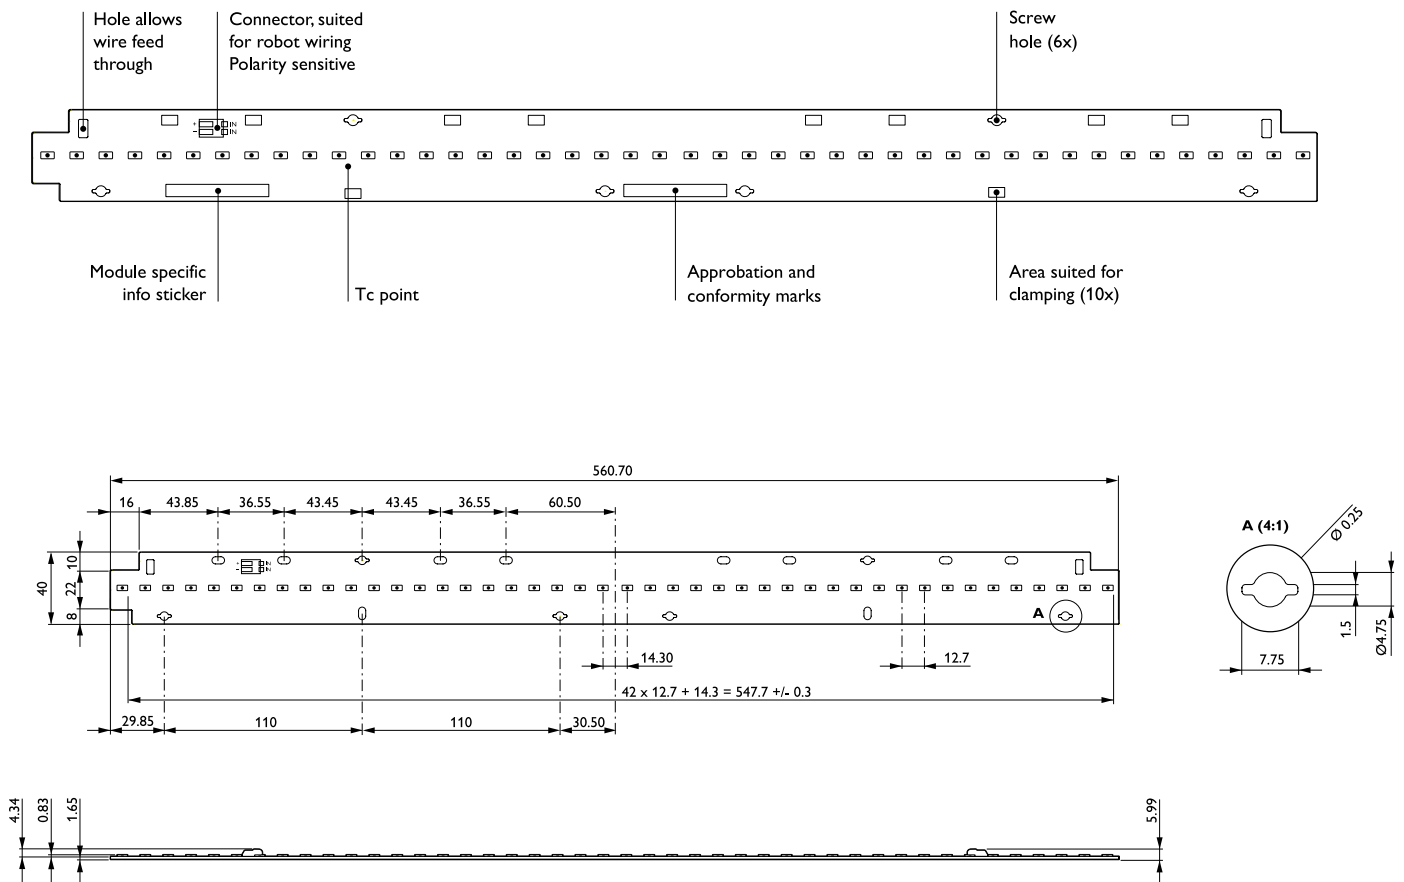 Hole allows
wire feed
through
Connector, suited
for robot wiring
Polarity sensitive
Screw
hole (6x)
+ IN
- IN
Module specific
info sticker
Tc point
Approbation and
conformity marks
Area suited for
clamping (10x)
560.70
16 43.85 36.55 43.45 43.45 36.55 60.50
A (4:1)
Ø 0.25
40
10
22
8
+ IN
- IN
A
14.30
12.7
1.5
Ø4.75
7.75
42 x 12.7 + 14.3 = 547.7 +/- 0.3
29.85 110 110 30.50
4.34
0.83
1.65
5.99